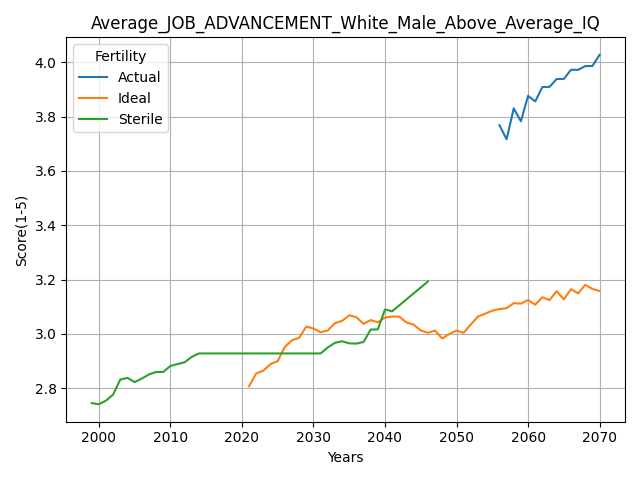 Average_JOB_ADVANCEMENT_White_Male_Above_Average_IQ
Fertility
Actual
Ideal
Sterile
Score(1-5)
4.0
3.8
3.6
3.4
3.2
3.0
2.8
2000 2010 2020 2030 2040 2050 2060 2070
Years